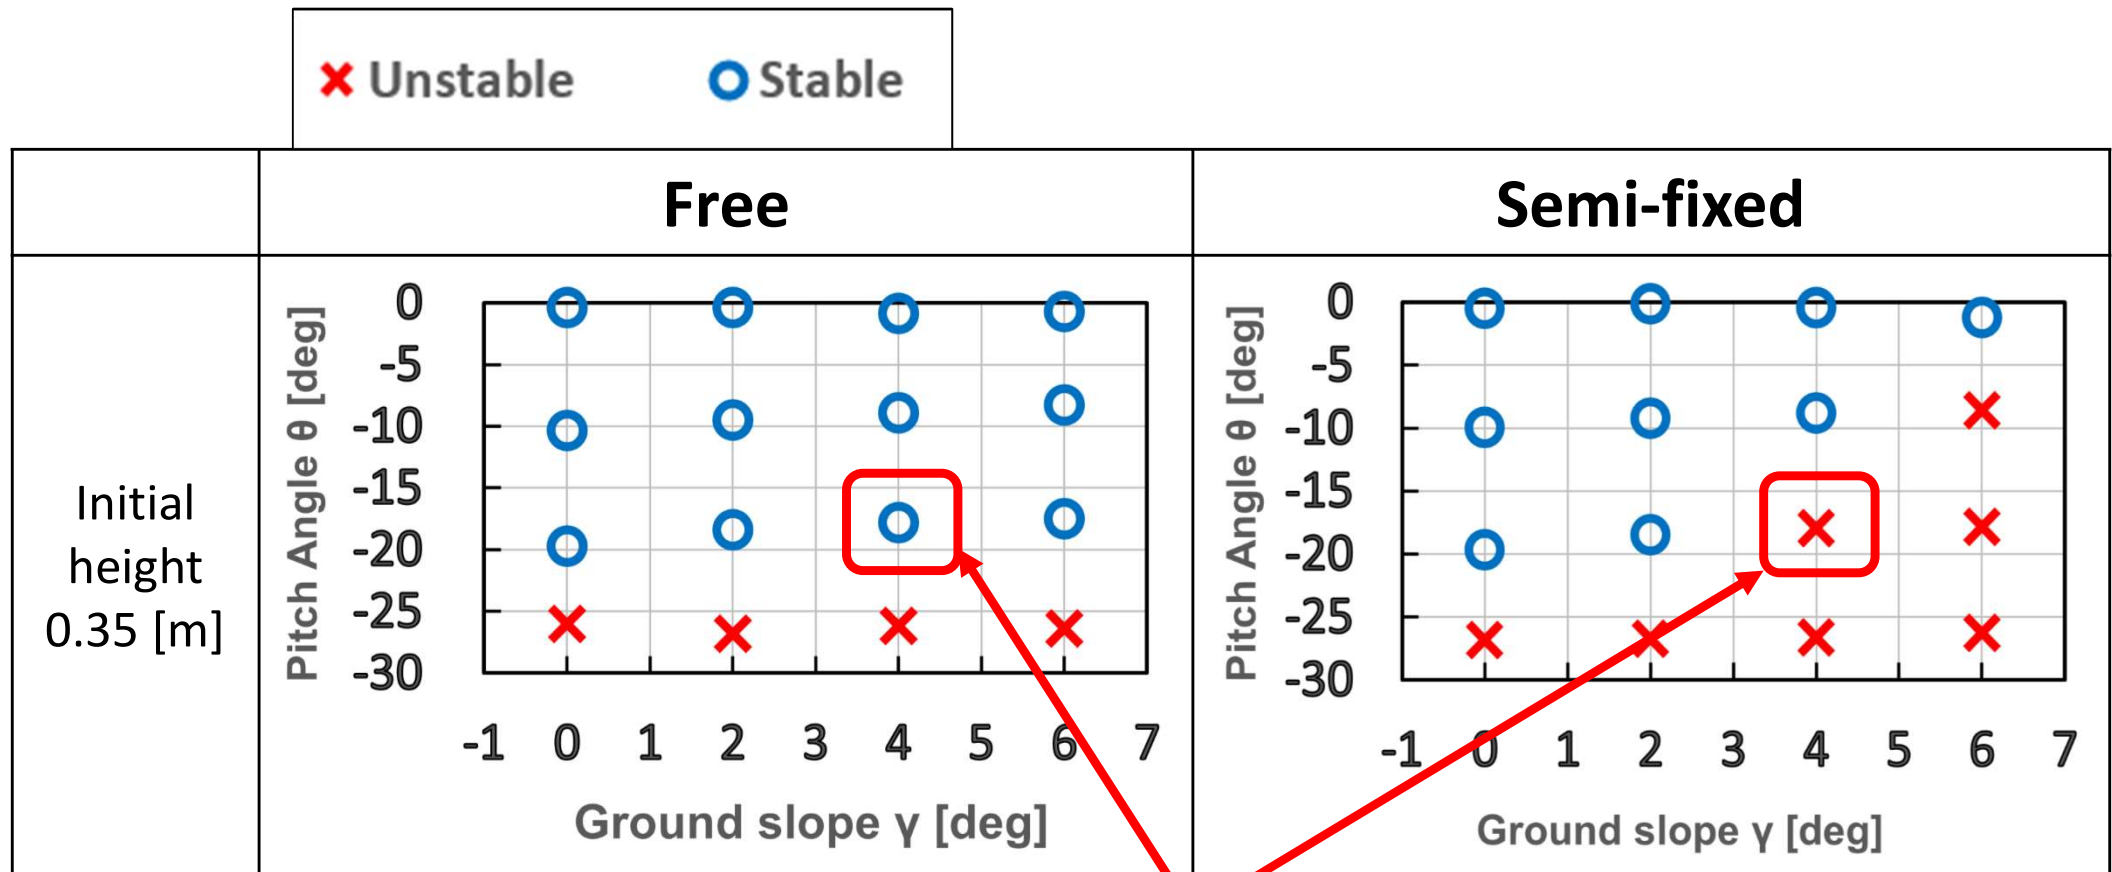 Unstable Stable
Free Semi-fixed
Initial
height
0.35 [m]
Pitch Angle θ [deg]
0
-5
-10
-15
-20
-25
-30
-1 0 1 2 3 4 5 6 7
Ground slope γ [deg]
Pitch Angle θ [deg]
0
-5
-10
-15
-20
-25
-30
-1 0 1 2 3 4 5 6 7
Ground slope γ [deg]